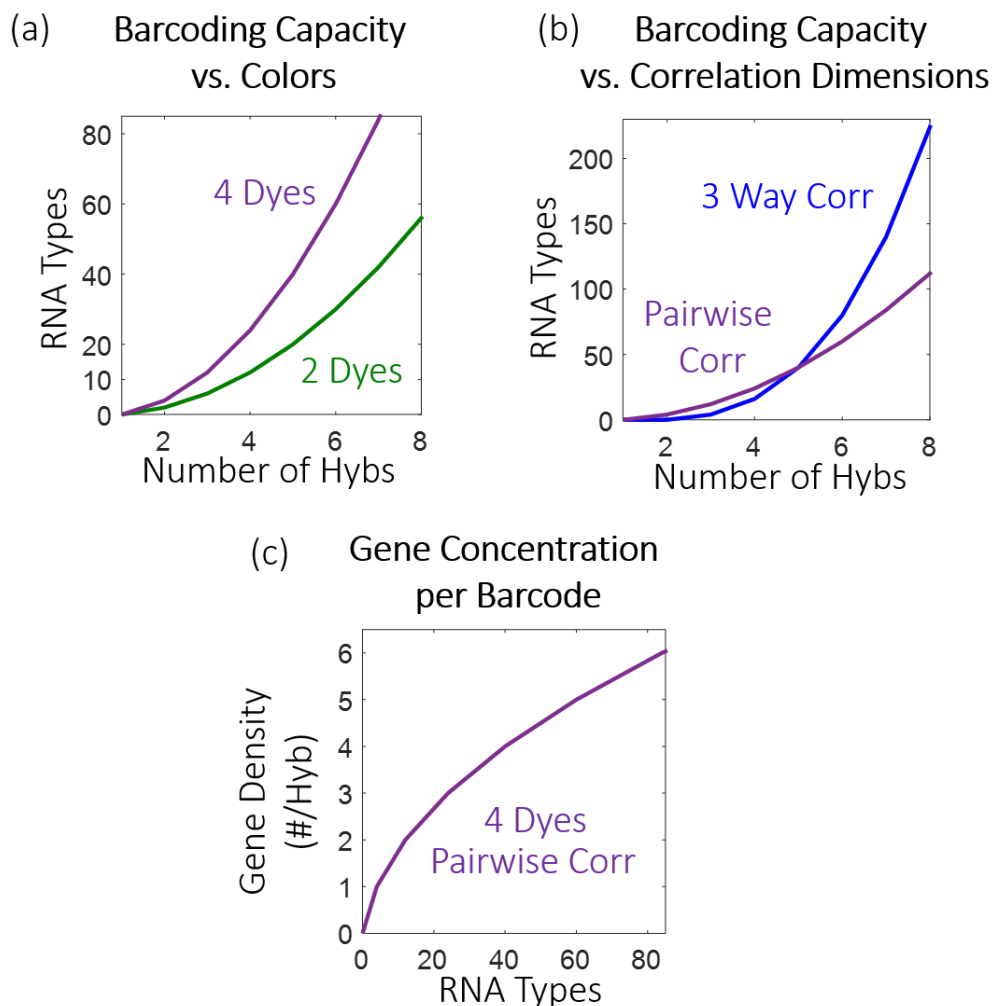 (a) Barcoding Capacity
vs. Colors
RNA Types
80
60
40
20
10
0
4 Dyes
2 Dyes
2 4 6 8
Number of Hybs
(b) Barcoding Capacity
vs. Correlation Dimensions
RNA Types
200
150
100
50
0
3 Way Corr
Pairwise
Corr
2 4 6 8
Number of Hybs
(c) Gene Concentration
per Barcode
Gene Density
(#/Hyb)
6
5
4
3
2
1
0
4 Dyes
Pairwise Corr
0 20 40 60 80
RNA Types